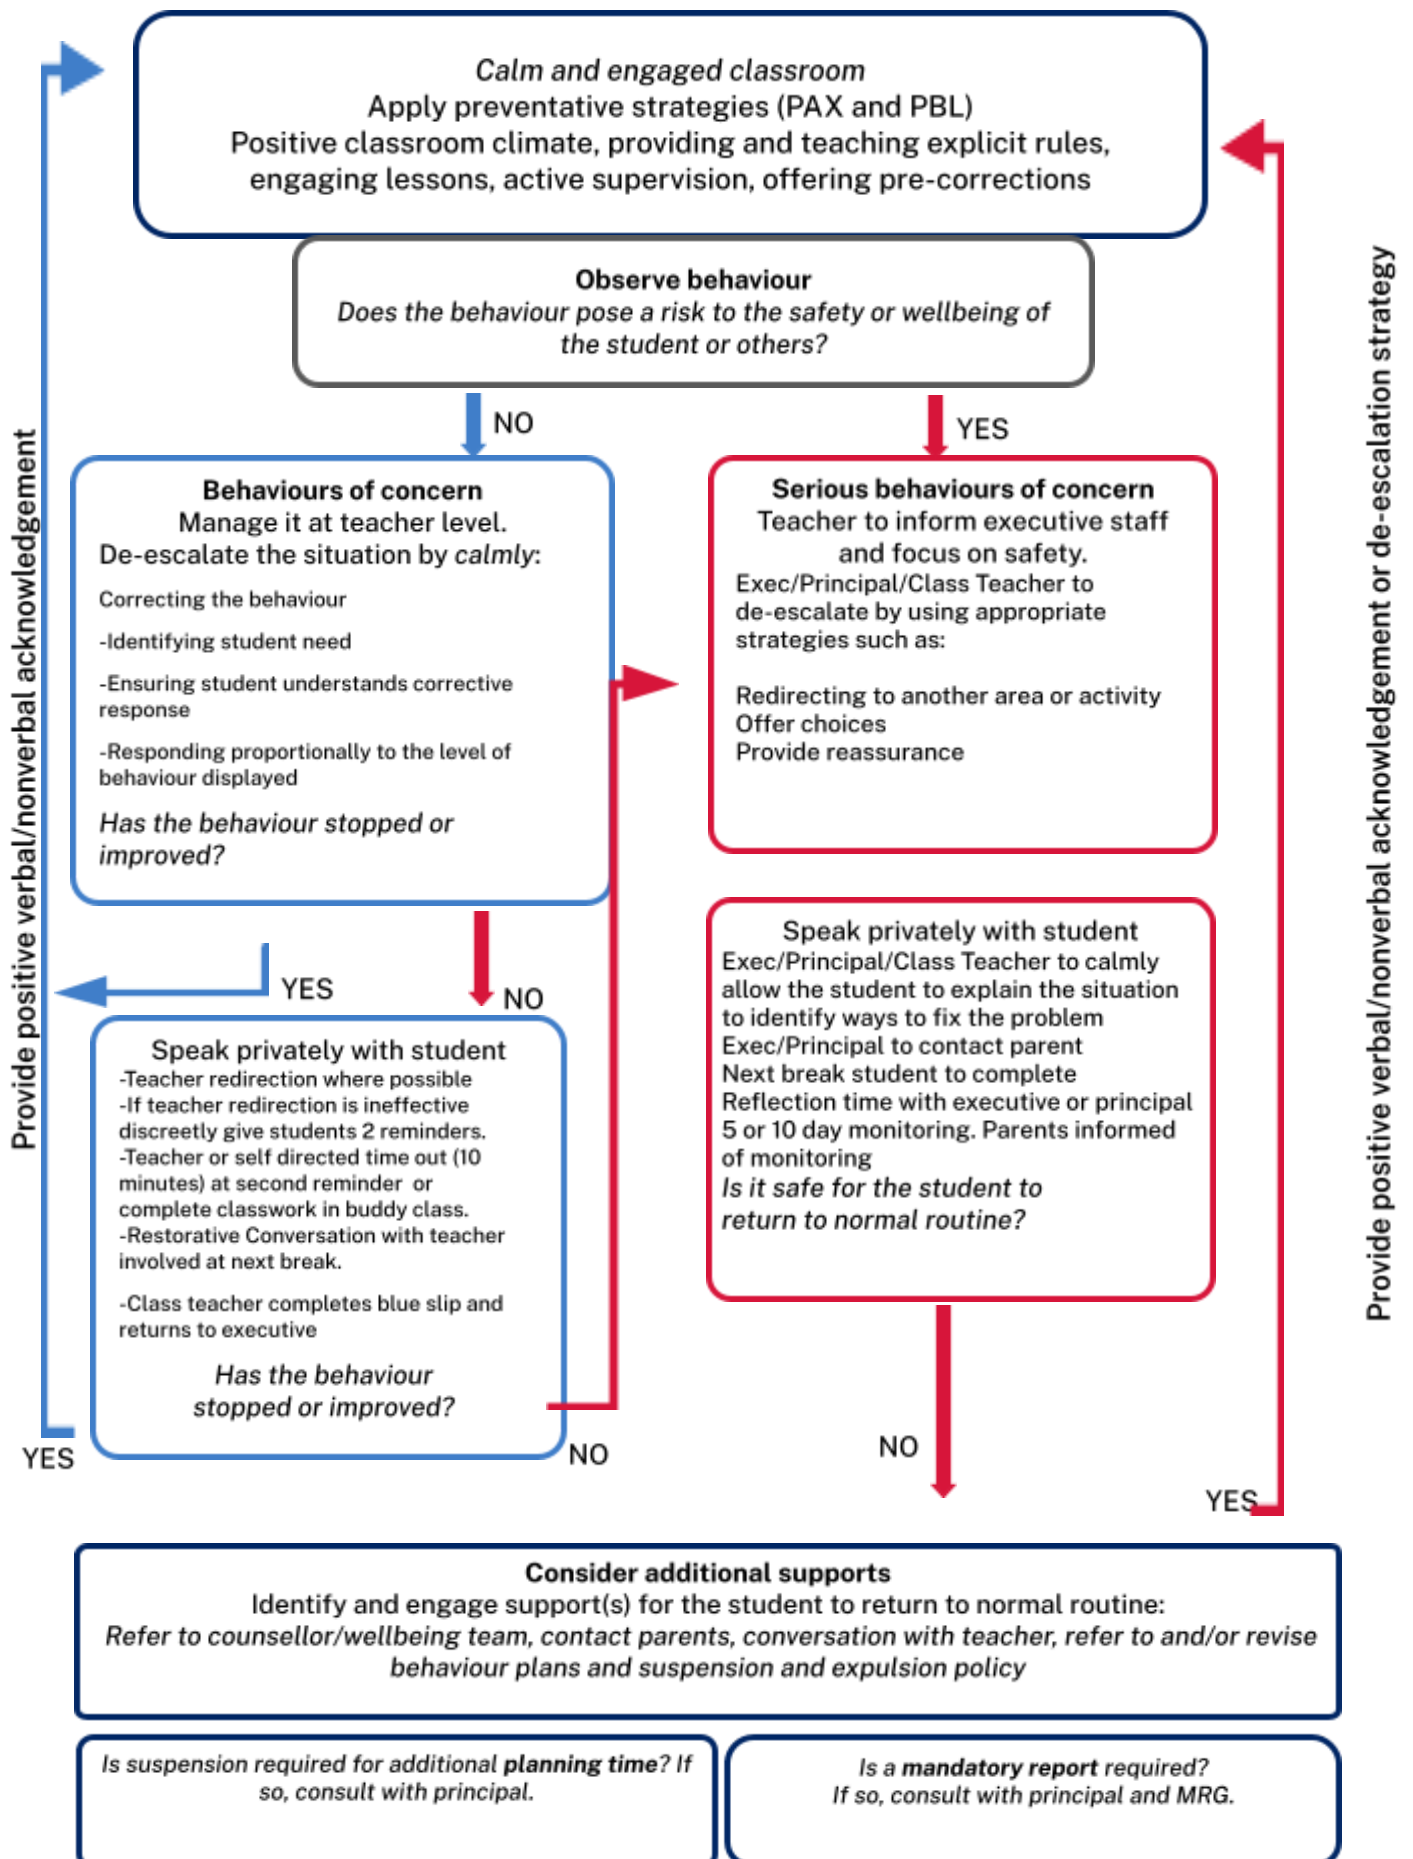 Calm and engaged classroom
Apply preventative strategies (PAX and PBL)
Positive classroom climate, providing and teaching explicit rules,
engaging lessons, active supervision, offering pre-corrections
Observe behaviour
Does the behaviour pose a risk to the safety or wellbeing of
the student or others?
NO
YES
Behaviours of concern
Manage it at teacher level.
De-escalate the situation by calmly:
Correcting the behaviour
-Identifying student need
-Ensuring student understands corrective
response
-Responding proportionally to the level of
behaviour displayed
Has the behaviour stopped or
improved?
Serious behaviours of concern
Teacher to inform executive staff
and focus on safety.
Exec/Principal/Class Teacher to
de-escalate by using appropriate
strategies such as:
Redirecting to another area or activity
Offer choices
Provide reassurance
YES
NO
Speak privately with student
-Teacher redirection where possible
-If teacher redirection is ineffective
discreetly give students 2 reminders.
-Teacher or self directed time out (10
minutes) at second reminder or
complete classwork in buddy class.
-Restorative Conversation with teacher
involved at next break.
-Class teacher completes blue slip and
returns to executive
Has the behaviour
stopped or improved?
YES
NO
Speak privately with student
Exec/Principal/Class Teacher to calmly
allow the student to explain the situation
to identify ways to fix the problem
Exec/Principal to contact parent
Next break student to complete
Reflection time with executive or principal
5 or 10 day monitoring. Parents informed
of monitoring
Is it safe for the student to
return to normal routine?
NO
YES
Provide positive verbal/nonverbal acknowledgement
Provide positive verbal/nonverbal acknowledgement or de-escalation strategy
Consider additional supports
Identify and engage support(s) for the student to return to normal routine:
Refer to counsellor/wellbeing team, contact parents, conversation with teacher, refer to and/or revise
behaviour plans and suspension and expulsion policy
Is suspension required for additional planning time? If
so, consult with principal.
Is a mandatory report required?
If so, consult with principal and MRG.